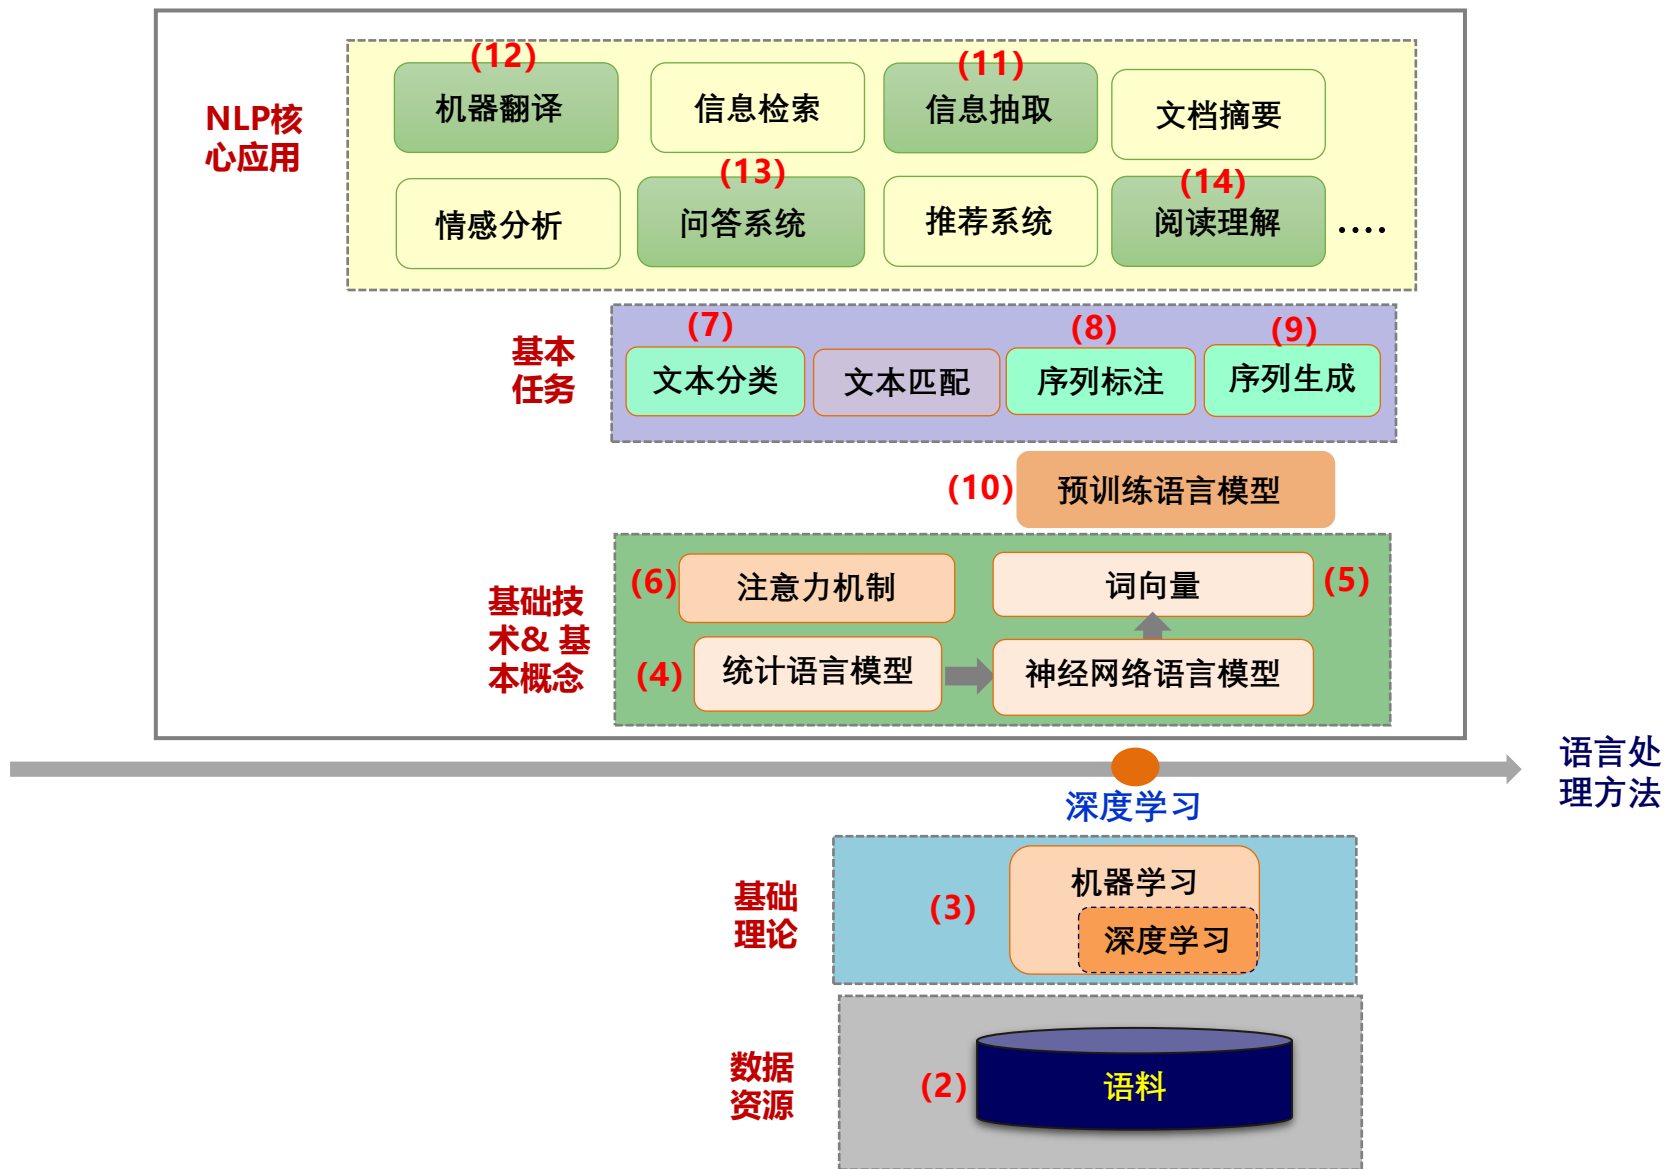 (12)
(11)
机器翻译
信息检索
信息抽取
文档摘要
NLP核
心应用
(13)
(14)
情感分析
问答系统
推荐系统
阅读理解
....
(7)
(8)
(9)
基本
任务
文本分类
文本匹配
序列标注
序列生成
(10)
预训练语言模型
(6)
注意力机制
词向量
(5)
基础技
术& 基
本概念
(4)
统计语言模型
神经网络语言模型
语言处
理方法
深度学习
基础
理论
(3)
机器学习
深度学习
数据
资源
(2)
语料